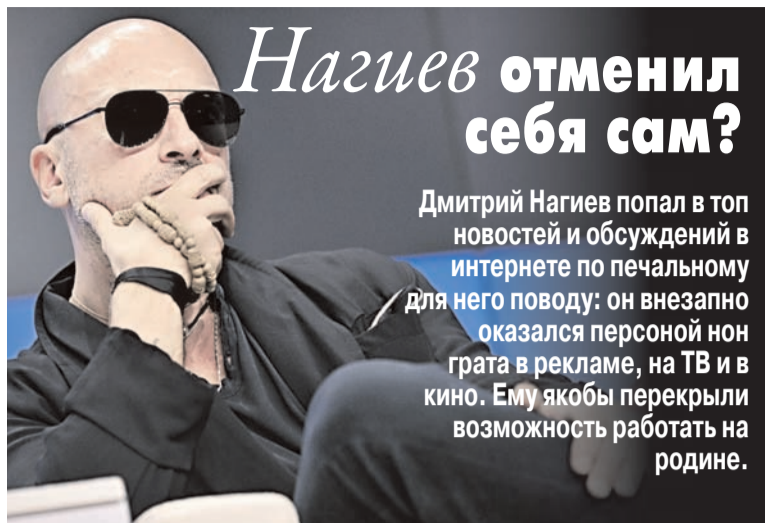 Нагиев отменил
себя сам?
Дмитрий Нагиев попал в топ
новостей и обсуждений в
интернете по печальному
для него поводу: он внезапно
оказался персоной нон
грата в рекламе, на ТВ и в
кино. Ему якобы перекрыли
возможность работать на
родине.